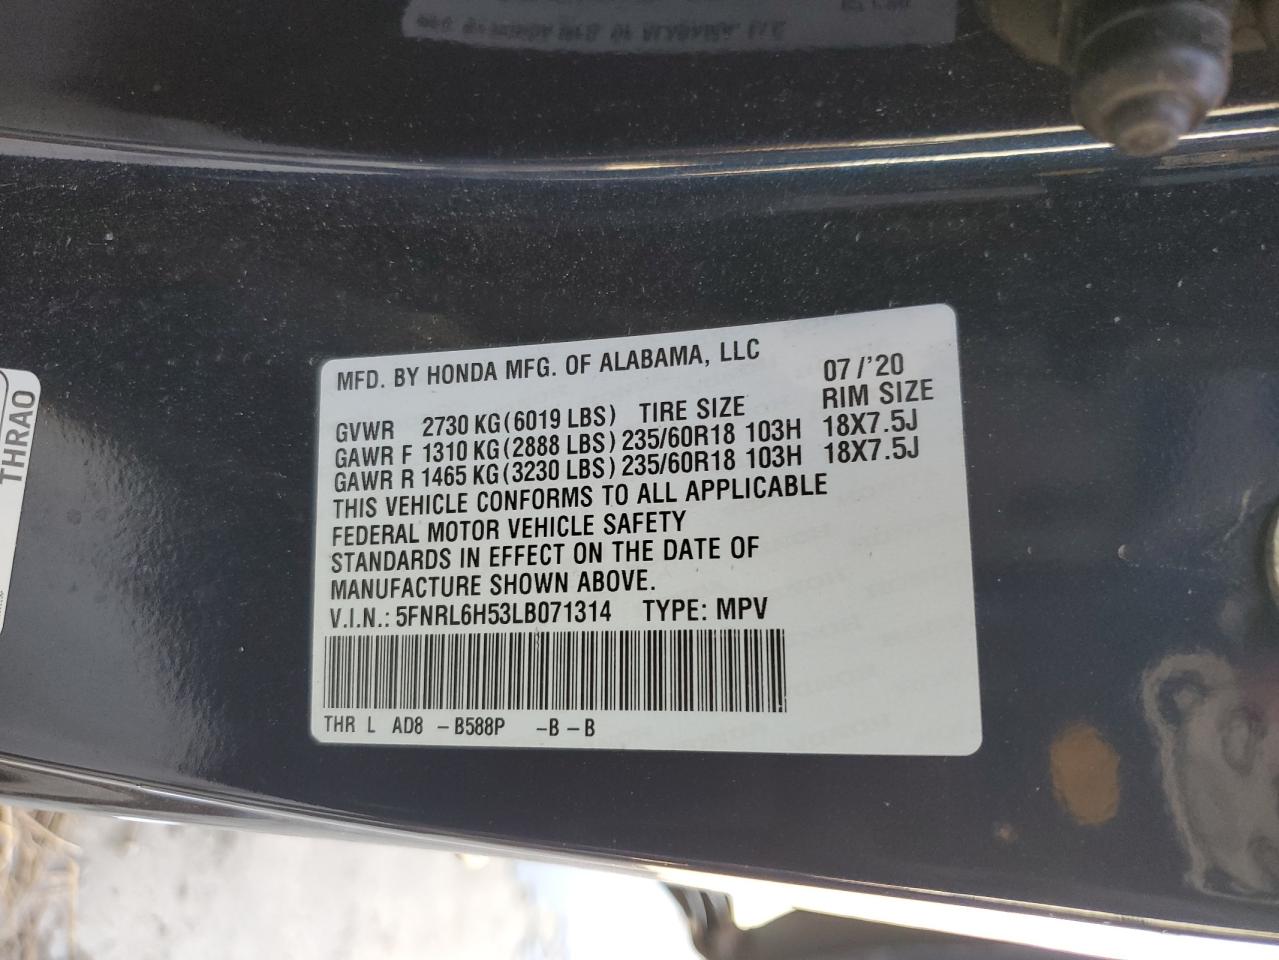 MFD. BY HONDA MFG. OF ALABAMA, LLC 07/'20
GVWR 2730 KG(6019 LBS) TIRE SIZE RIM SIZE
GAWR F 1310 KG(2888 LBS) 235/60R18 103H 18X7.5J
GAWR R 1465 KG(3230 LBS) 235/60R18 103H 18X7.5J
THIS VEHICLE CONFORMS TO ALL APPLICABLE
FEDERAL MOTOR VEHICLE SAFETY
STANDARDS IN EFFECT ON THE DATE OF
MANUFACTURE SHOWN ABOVE.
V.I.N.: 5FNRL6H53LB071314 TYPE: MPV
THR L AD8 -B588P -B-B
THRAO